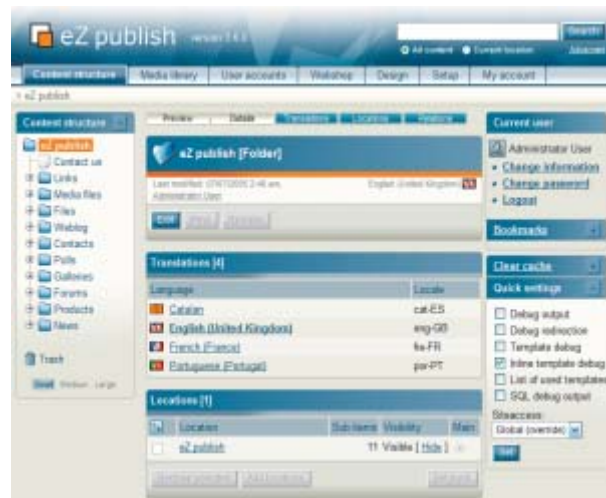 eZ publish
Search
All content Current location
Content structure Media library User accounts Webshop Design Setup My account
eZ publish
Content structure
eZ publish
Contact us
Links
Media files
Files
Weblog
Contacts
Polls
Galleries
Forums
Products
News
Trash
Small Medium Large
Preview Details Translations Locations Relations
eZ publish [Folder]
Last modified: am,
English (United Kingdom)
Administrator User
Edit
Translations [4]
Language Locale
Catalan cat-ES
English (United Kingdom) eng-GB
French (France) fre-FR
Portuguese (Portugal) por-PT
Locations [1]
Location Sub items Visibility Main
eZ publish 11 Visible [ Hide ]
Current user
Administrator User
Change information
Change password
Logout
Bookmarks
Clear cache
Quick settings
Debug output
Debug redirection
Template debug
Inline template debug
List of used templates
SQL debug output
Siteaccess:
Global (override)
Set